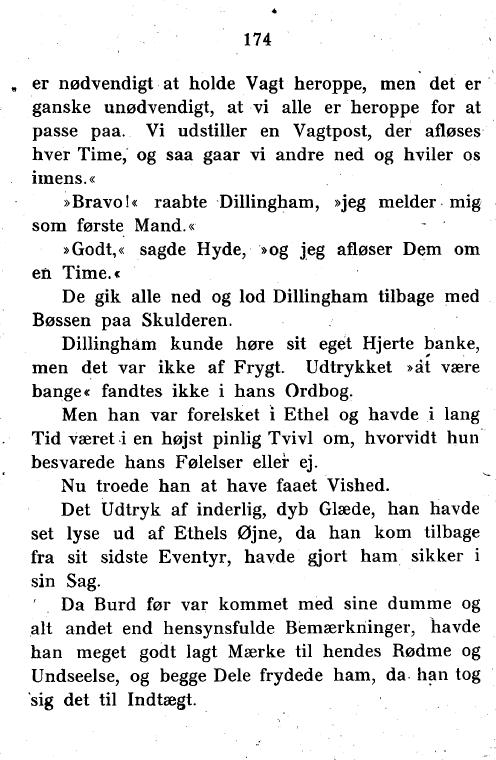 174
er nødvendigt at holde Vagt heroppe, men det er
ganske unødvendigt, at vi alle er heroppe for at
passe paa. Vi udstiller en Vagtpost, der afløses
hver Time, og saa gaar vi andre ned og hviler os
imens.«
»Bravo!« raabte Dillingham, »jeg melder mig
som første Mand.«
»Godt,« sagde Hyde, »og jeg afløser Dem om
en Time.«
De gik alle ned og lod Dillingham tilbage med
Bøssen paa Skulderen.
Dillingham kunde høre sit eget Hjerte banke,
men det var ikke af Frygt. Udtrykket »at være
bange« fandtes ikke i hans Ordbog.
Men han var forelsket i Ethel og havde i lang
Tid været i en højst pinlig Tvivl om, hvorvidt hun
besvarede hans Følelser eller ej.
Nu troede han at have faaet Vished.
Det Udtryk af inderlig, dyb Glæde, han havde
set lyse ud af Ethels Øjne, da han kom tilbage
fra sit sidste Eventyr, havde gjort ham sikker i
sin Sag.
Da Burd før var kommet med sine dumme og
alt andet end hensynsfulde Bemærkninger, havde
han meget godt lagt Mærke til hendes Rødme og
Undseelse, og begge Dele frydede ham, da han tog
sig det til Indtægt.